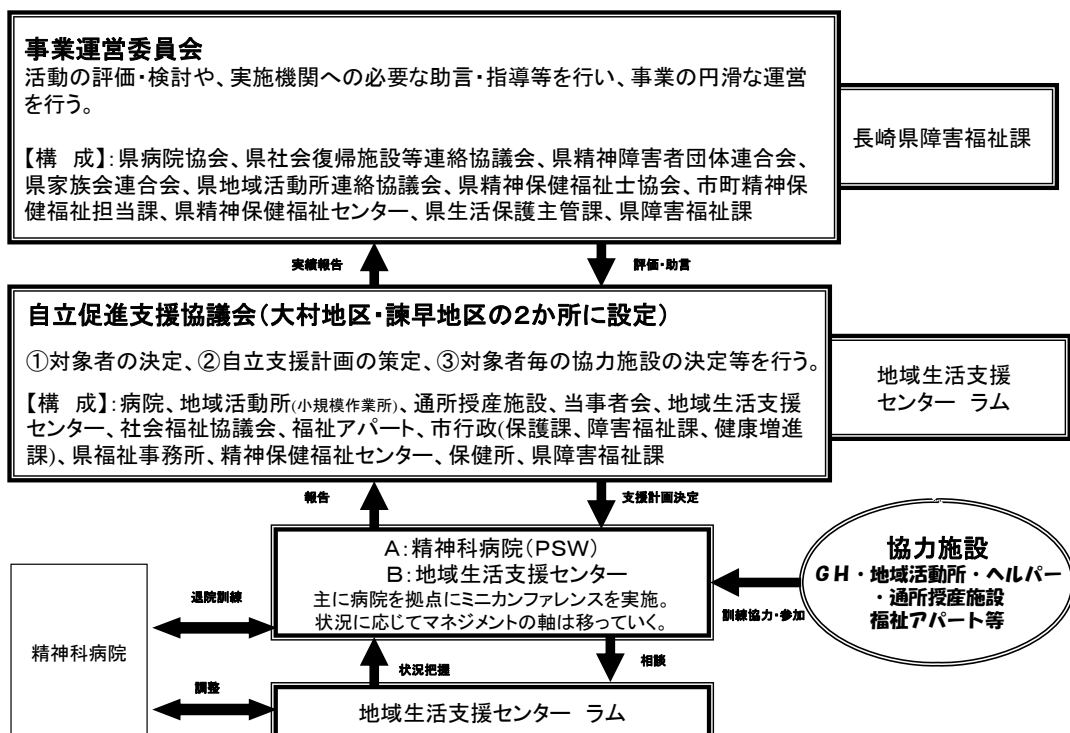 事業運営委員会
活動の評価・検討や、実施機関への必要な助言・指導等を行い、事業の円滑な運営
を行う。
【構　成】：県病院協会、県社会復帰施設等連絡協議会、県精神障害者団体連合会、
県家族会連合会、県地域活動所連絡協議会、県精神保健福祉士協会、市町精神保
健福祉担当課、県精神保健福祉センター、県生活保護主管課、県障害福祉課
長崎県障害福祉課
実績報告
評価・助言
自立促進支援協議会（大村地区・諫早地区の２か所に設定）
①対象者の決定、②自立支援計画の策定、③対象者毎の協力施設の決定等を行う。
【構　成】：病院、地域活動所(小規模作業所)、通所授産施設、当事者会、地域生活支援
センター、社会福祉協議会、福祉アパート、市行政(保護課、障害福祉課、健康増進
課)、県福祉事務所、精神保健福祉センター、保健所、県障害福祉課
地域生活支援
センター　ラム
報告
支援計画決定
Ａ：精神科病院（ＰＳＷ）
Ｂ：地域生活支援センター
主に病院を拠点にミニカンファレンスを実施。
状況に応じてマネジメントの軸は移っていく。
協力施設
ＧＨ・地域活動所・ヘルパー
・通所授産施設
福祉アパート等
訓練協力・参加
退院訓練
精神科病院
調整
状況把握
相談
地域生活支援センター　ラム